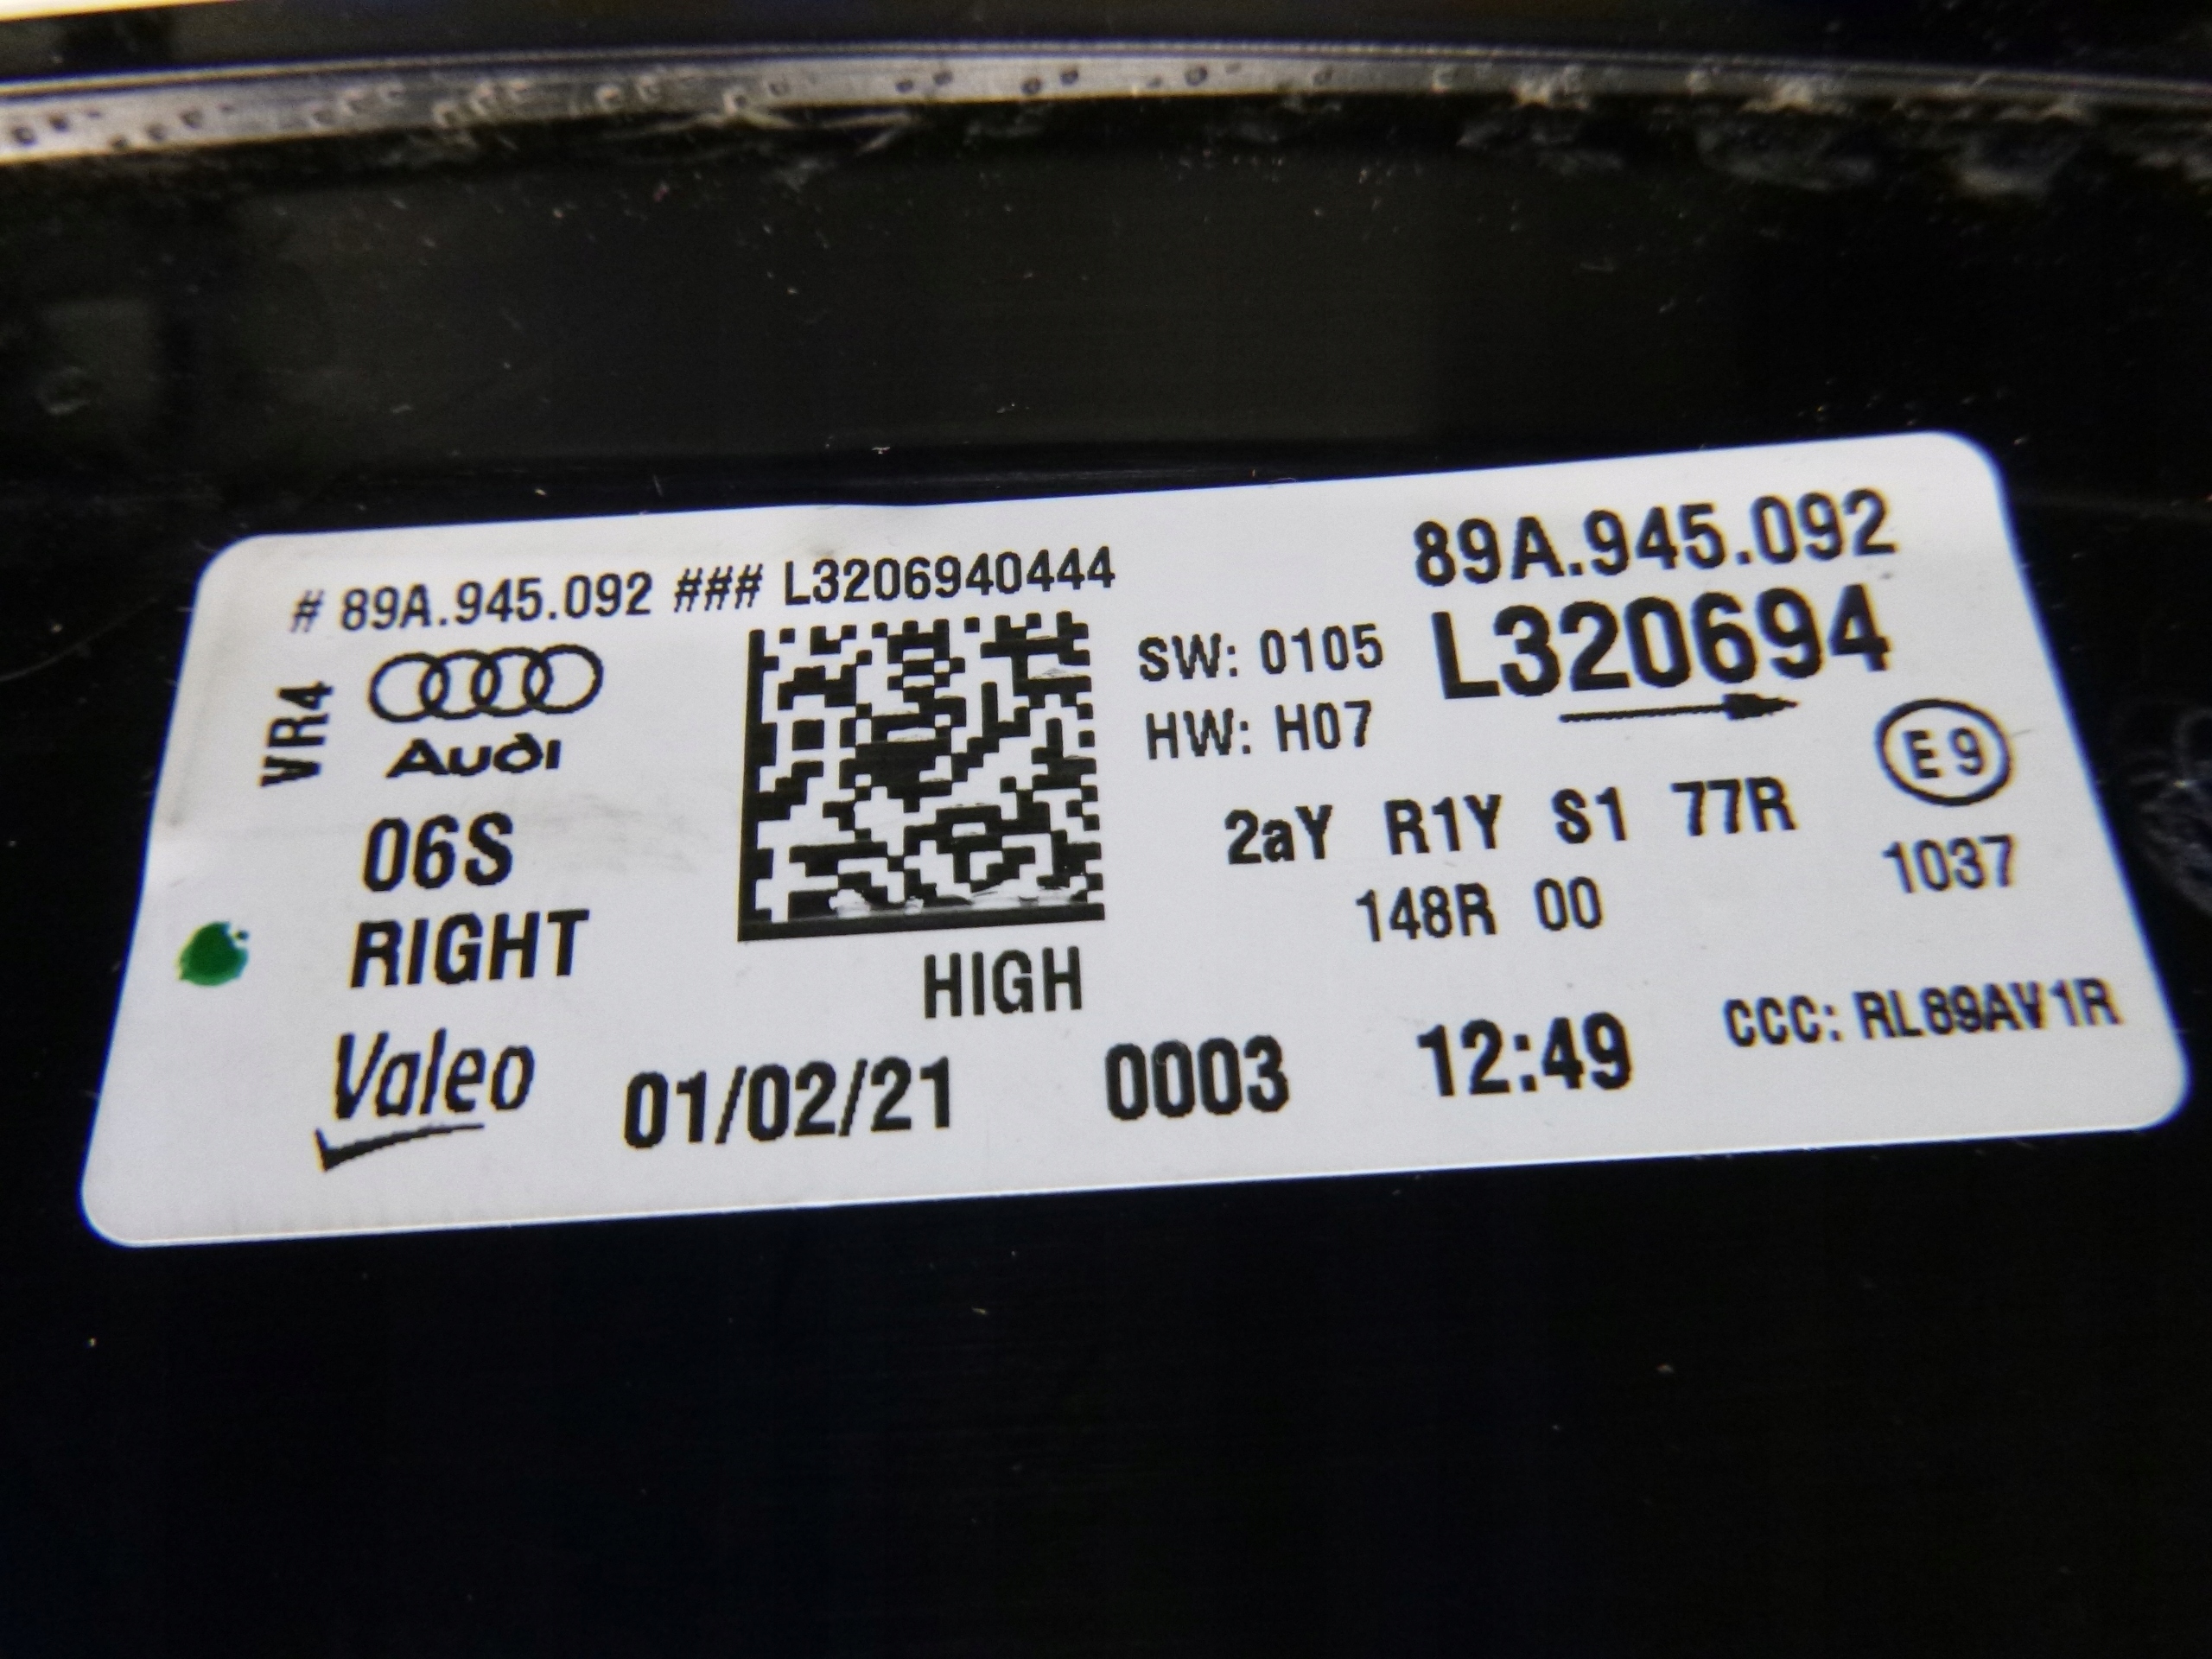 # 89A.945.092 ### L3206940444
89A.945.092
L320694
VR4
Audi
SW: 0105
HW: H07
E9
06S
2aY R1Y S1 77R
1037
RIGHT
148R 00
HIGH
CCC: RL89AV1R
Valeo
01/02/21 0003 12:49